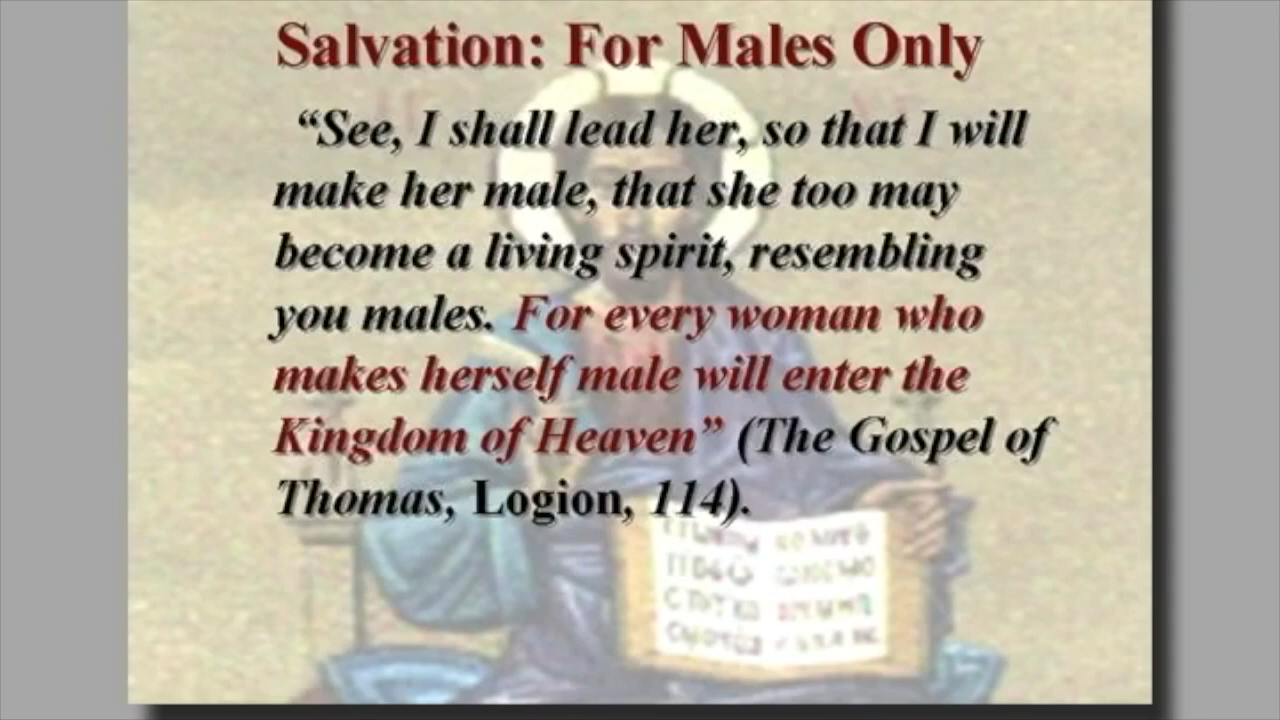 Salvation: For Males Only
“See, I shall lead her, so that I will
make her male, that she too may
become a living spirit, resembling
you males. For every woman who
makes herself male will enter the
Kingdom of Heaven” (The Gospel of
Thomas, Logion, 114).